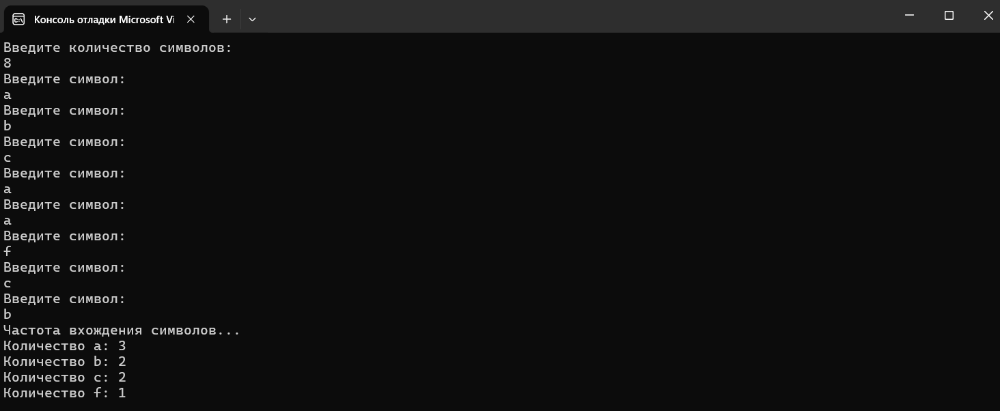 Консоль отладки Microsoft Vi
Введите количество символов:
8
Введите символ:
a
Введите символ:
b
Введите символ:
c
Введите символ:
a
Введите символ:
a
Введите символ:
f
Введите символ:
c
Введите символ:
b
Частота вхождения символов...
Количество a: 3
Количество b: 2
Количество c: 2
Количество f: 1